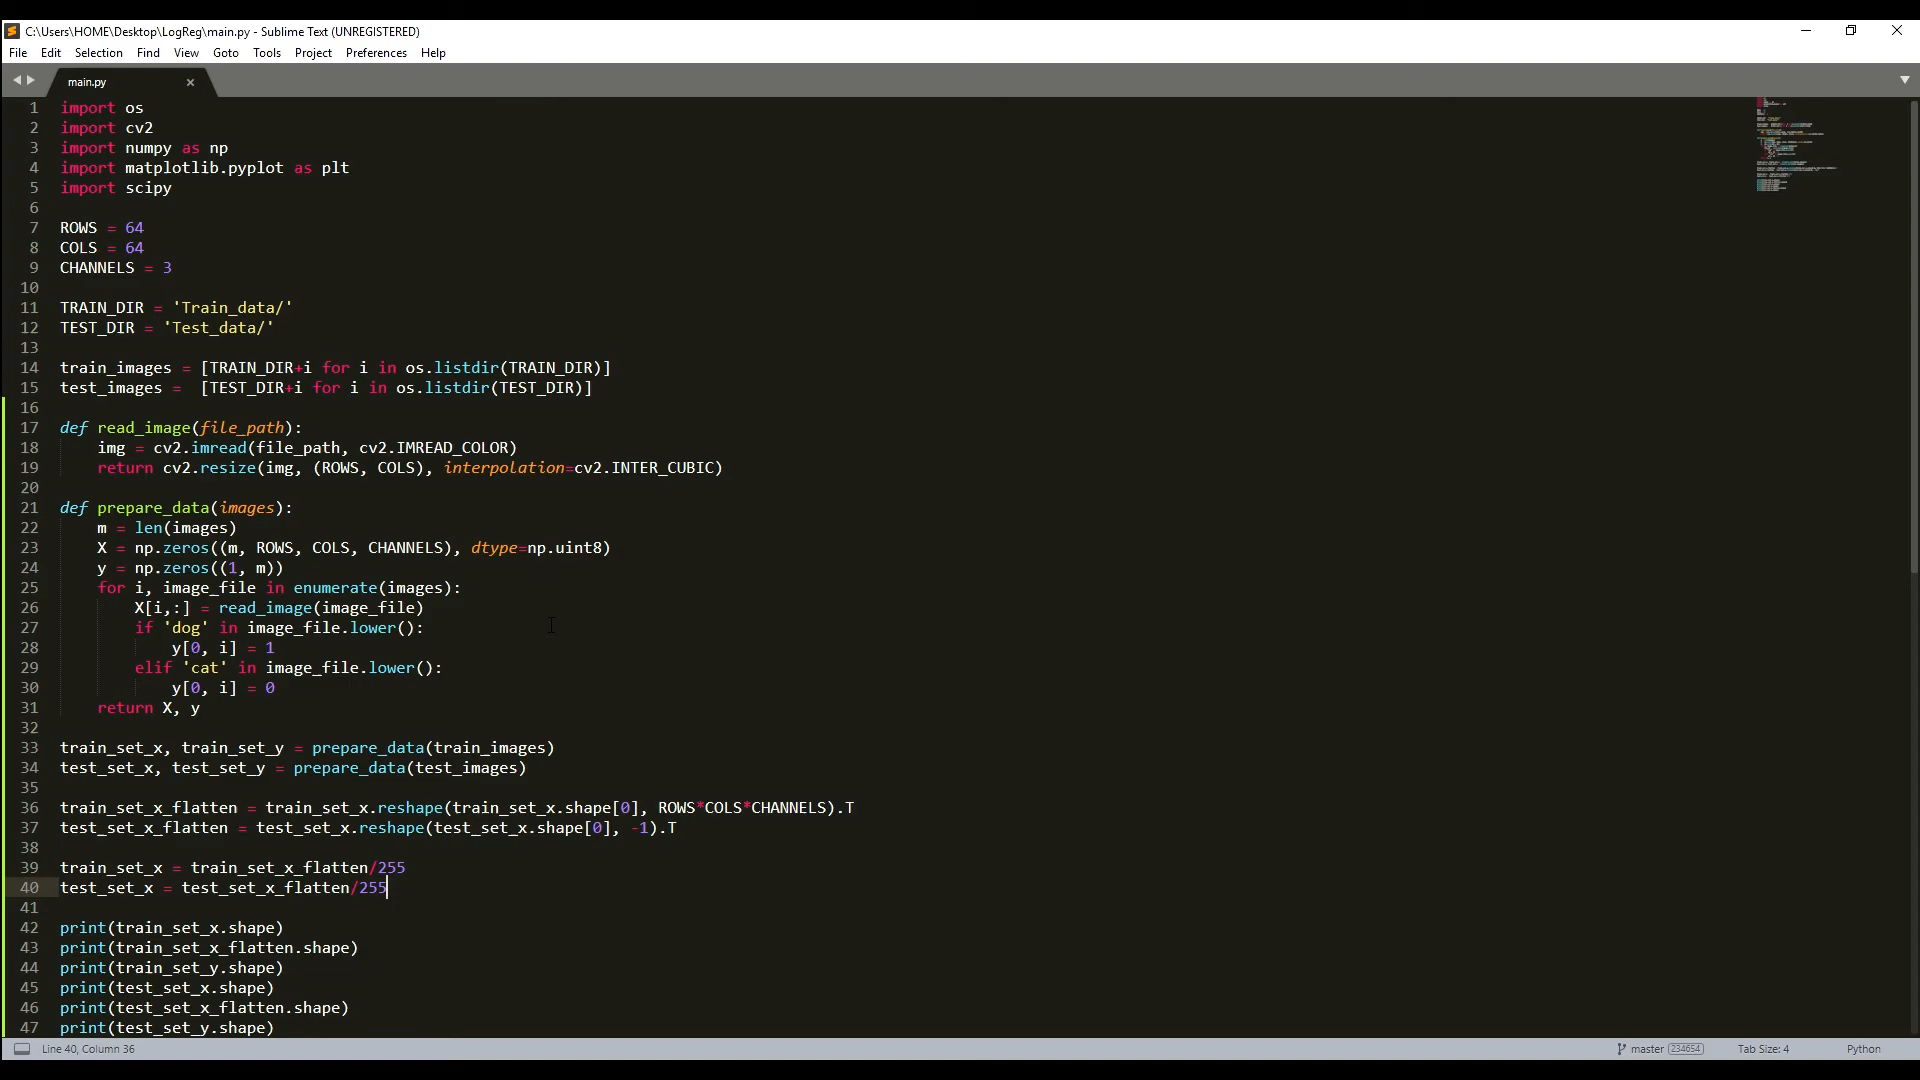 C:\Users\HOME\Desktop\LogReg\main.py - Sublime Text (UNREGISTERED)
File Edit Selection Find View Goto Tools Project Preferences Help
main.py
1 import os
2 import cv2
3 import numpy as np
4 import matplotlib.pyplot as plt
5 import scipy
6
7 ROWS = 64
8 COLS = 64
9 CHANNELS = 3
10
11 TRAIN_DIR = 'Train_data/'
12 TEST_DIR = 'Test_data/'
13
14 train_images = [TRAIN_DIR+i for i in os.listdir(TRAIN_DIR)]
15 test_images =  [TEST_DIR+i for i in os.listdir(TEST_DIR)]
16
17 def read_image(file_path):
18     img = cv2.imread(file_path, cv2.IMREAD_COLOR)
19     return cv2.resize(img, (ROWS, COLS), interpolation=cv2.INTER_CUBIC)
20
21 def prepare_data(images):
22     m = len(images)
23     X = np.zeros((m, ROWS, COLS, CHANNELS), dtype=np.uint8)
24     y = np.zeros((1, m))
25     for i, image_file in enumerate(images):
26         X[i,:] = read_image(image_file)
27         if 'dog' in image_file.lower():
28             y[0, i] = 1
29         elif 'cat' in image_file.lower():
30             y[0, i] = 0
31     return X, y
32
33 train_set_x, train_set_y = prepare_data(train_images)
34 test_set_x, test_set_y = prepare_data(test_images)
35
36 train_set_x_flatten = train_set_x.reshape(train_set_x.shape[0], ROWS*COLS*CHANNELS).T
37 test_set_x_flatten = test_set_x.reshape(test_set_x.shape[0], -1).T
38
39 train_set_x = train_set_x_flatten/255
40 test_set_x = test_set_x_flatten/255
41
42 print(train_set_x.shape)
43 print(train_set_x_flatten.shape)
44 print(train_set_y.shape)
45 print(test_set_x.shape)
46 print(test_set_x_flatten.shape)
47 print(test_set_y.shape)
Line 40, Column 36 master 234654 Tab Size: 4 Python